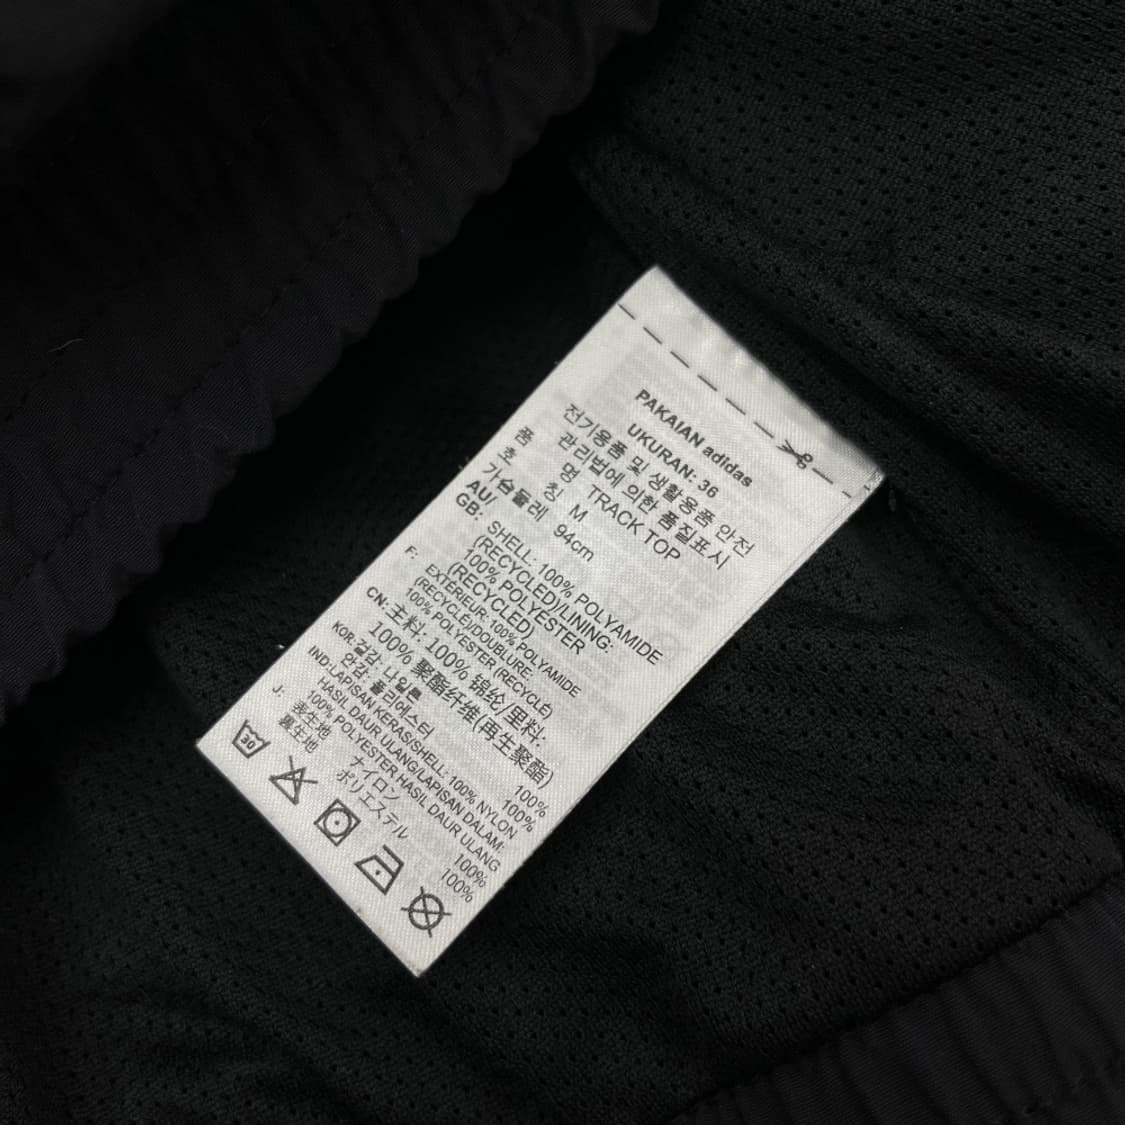 PAKAIAN adidas
UKURAN: 36
전기용품 및 생활용품 안전
관리법에 의한 품질표시
품 명 TRACK TOP
호 칭 M
가슴둘레 94cm
AU/
GB: SHELL: 100% POLYAMIDE
(RECYCLED)/LINING:
100% POLYESTER
(RECYCLED)
F: EXTÉRIEUR: 100% POLYAMIDE
(RECYCLÉ)/DOUBLURE:
100% POLYESTER (RECYCLÉ)
CN: 主料: 100% 锦纶/里料:
100% 聚酯纤维(再生聚酯)
KOR: 겉감: 나일론 100%
안감: 폴리에스터 100%
IND: LAPISAN KERAS/SHELL: 100% NYLON
HASIL DAUR ULANG/LAPISAN DALAM:
100% POLYESTER HASIL DAUR ULANG
J: 表生地 ナイロン 100%
裏生地 ポリエステル 100%
30